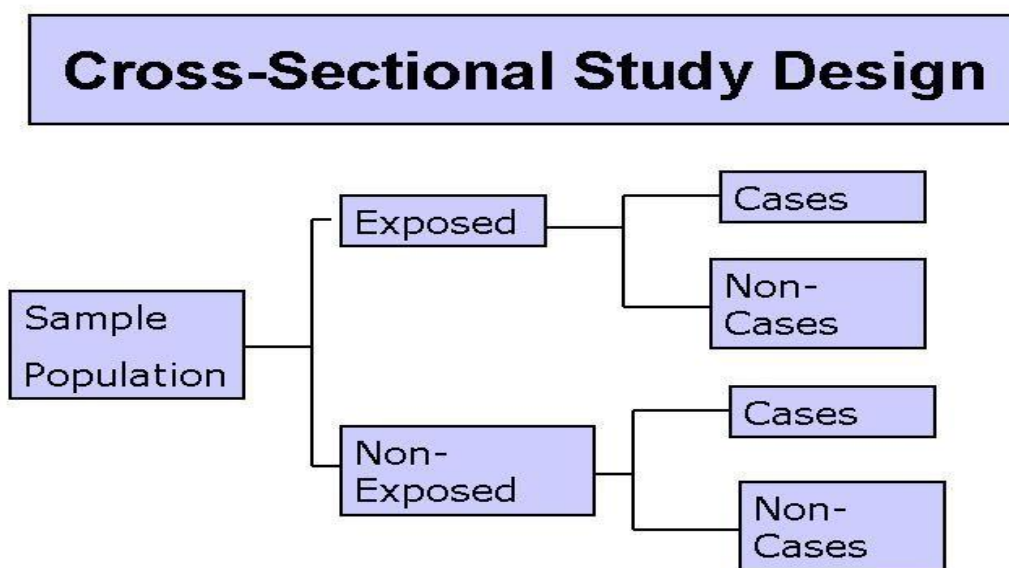 Cross-Sectional Study Design
Exposed
Cases
Non-
Cases
Sample
Population
Non-
Exposed
Cases
Non-
Cases